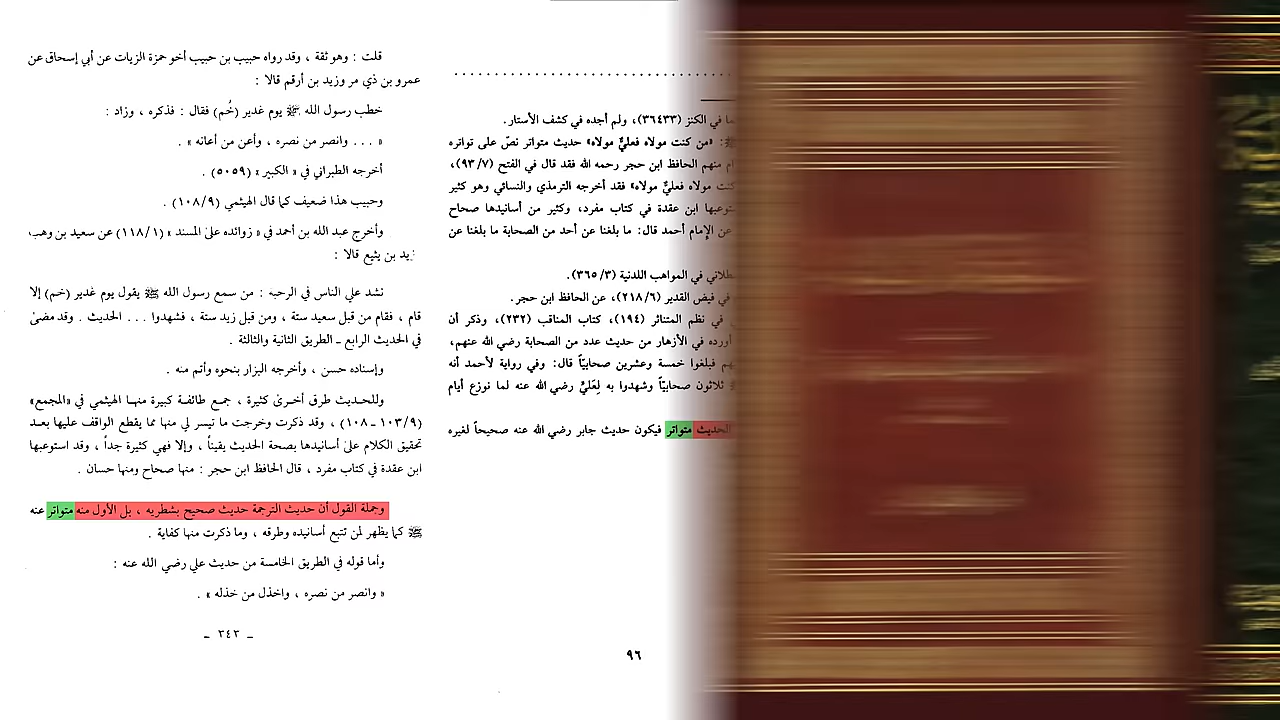 ما في الكنز (٣٦٤٣٣)، ولم أجده في كشف الأستار.
ﷺ: «من كنت مولاه فعليٌّ مولاه» حديث متواتر نصّ على تواتره
منهم الحافظ ابن حجر رحمه الله فقد قال في الفتح (٩٣/٧)،
كنت مولاه فعليٌّ مولاه» فقد أخرجه الترمذي والنسائي وهو كثير
ابن عقدة في كتاب مفرد، وكثير من أسانيدها صحاح
عن الإمام أحمد قال: ما بلغنا عن أحد من الصحابة ما بلغنا عن
في المواهب اللدنية (٣٦٥/٣).
في فيض القدير (٢١٨/٦)، عن الحافظ ابن حجر.
في نظم المتناثر (١٩٤)، كتاب المناقب (٢٣٢)، وذكر أن
أورده في الأزهار من حديث عدد من الصحابة رضي الله عنهم،
فبلغوا خمسة وعشرين صحابيّاً قال: وفي رواية لأحمد أنه
ثلاثون صحابيّاً وشهدوا به لعَليٍّ رضي الله عنه لما نوزع أيام
الحديث متواتر فيكون حديث جابر رضي الله عنه صحيحاً لغيره
٩٦
قلت : وهو ثقة ، وقد رواه حبيب بن حبيب أخو حمزة الزيات عن أبي إسحاق عن
عمرو بن ذي مر وزيد بن أرقم قالا :
خطب رسول الله ﷺ يوم غدير (خُم) فقال : فذكره ، وزاد :
« . . . وانصر من نصره ، وأعن من أعانه » .
أخرجه الطبراني في « الكبير » (٥٠٥٩) .
وحبيب هذا ضعيف كما قال الهيثمي (١٠٨/٩) .
وأخرج عبد الله بن أحمد في « زوائده على المسند » (١١٨/١) عن سعيد بن وهب
زيد بن يثيع قالا :
نشد علي الناس في الرحبة : من سمع رسول الله ﷺ يقول يوم غدير (خم) إلا
قام ، فقام من قبل سعيد ستة ، ومن قبل زيد ستة ، فشهدوا . . . الحديث . وقد مضى
في الحديث الرابع ـ الطريق الثانية والثالثة .
وإسناده حسن ، وأخرجه البزار بنحوه وأتم منه .
وللحديث طرق أخرى كثيرة ، جمع طائفة كبيرة منها الهيثمي في «المجمع»
(١٠٣/٩ ـ ١٠٨) ، وقد ذكرت وخرجت ما تيسر لي منها مما يقطع الواقف عليها بعد
تحقيق الكلام على أسانيدها بصحة الحديث يقيناً ، وإلا فهي كثيرة جداً ، وقد استوعبها
ابن عقدة في كتاب مفرد ، قال الحافظ ابن حجر : منها صحاح ومنها حسان .
وجملة القول أن حديث الترجمة حديث صحيح بشطريه ، بل الأول منه متواتر عنه
ﷺ كما يظهر لمن تتبع أسانيده وطرقه ، وما ذكرت منها كفاية .
وأما قوله في الطريق الخامسة من حديث علي رضي الله عنه :
« وانصر من نصره ، واخذل من خذله » .
ـ ٣٤٣ ـ